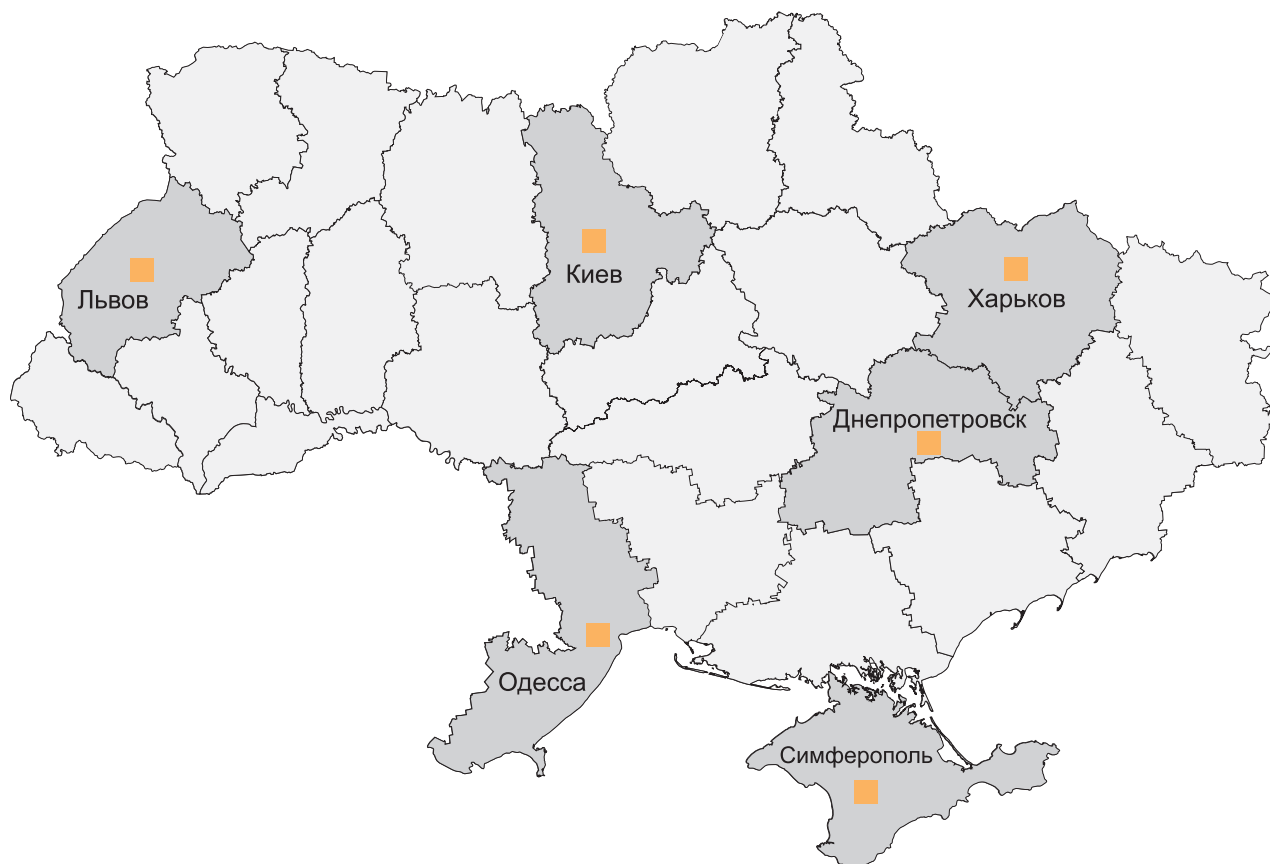 Киев
Львов
Харьков
Днепропетровск
Одесса
Симферополь